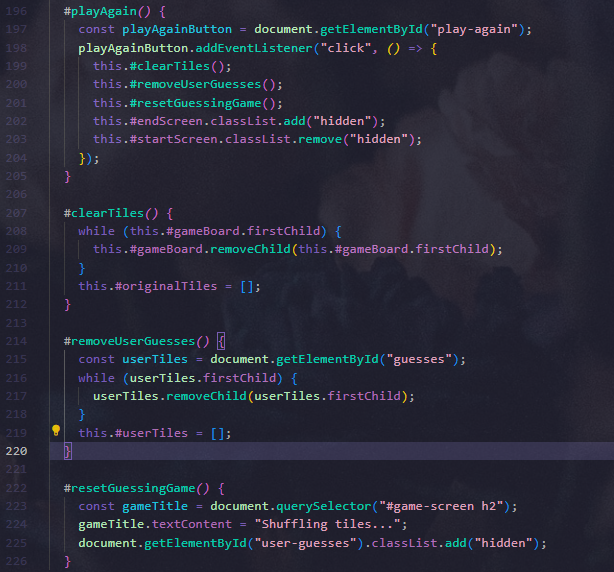 196 #playAgain() {
197 const playAgainButton = document.getElementById("play-again");
198 playAgainButton.addEventListener("click", () => {
199 this.#clearTiles();
200 this.#removeUserGuesses();
201 this.#resetGuessingGame();
202 this.#endScreen.classList.add("hidden");
203 this.#startScreen.classList.remove("hidden");
204 });
205 }
206
207 #clearTiles() {
208 while (this.#gameBoard.firstChild) {
209 this.#gameBoard.removeChild(this.#gameBoard.firstChild);
210 }
211 this.#originalTiles = [];
212 }
213
214 #removeUserGuesses() {
215 const userTiles = document.getElementById("guesses");
216 while (userTiles.firstChild) {
217 userTiles.removeChild(userTiles.firstChild);
218 }
219 this.#userTiles = [];
220 }
221
222 #resetGuessingGame() {
223 const gameTitle = document.querySelector("#game-screen h2");
224 gameTitle.textContent = "Shuffling tiles...";
225 document.getElementById("user-guesses").classList.add("hidden");
226 }